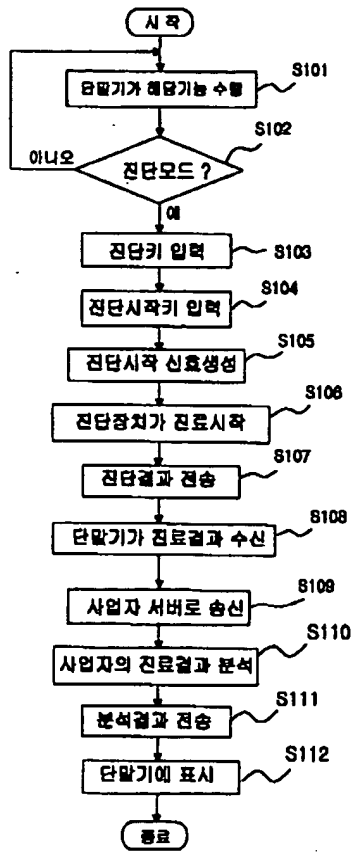 시 작
단말기가 해당기능 수행
S101
진단모드 ?
S102
아니오
예
진단키 입력
S103
진단시작키 입력
S104
진단시작 신호생성
S105
진단장치가 진료시작
S106
진단결과 전송
S107
단말기가 진료결과 수신
S108
사업자 서버로 송신
S109
사업자의 진료결과 분석
S110
분석결과 전송
S111
단말기에 표시
S112
종료